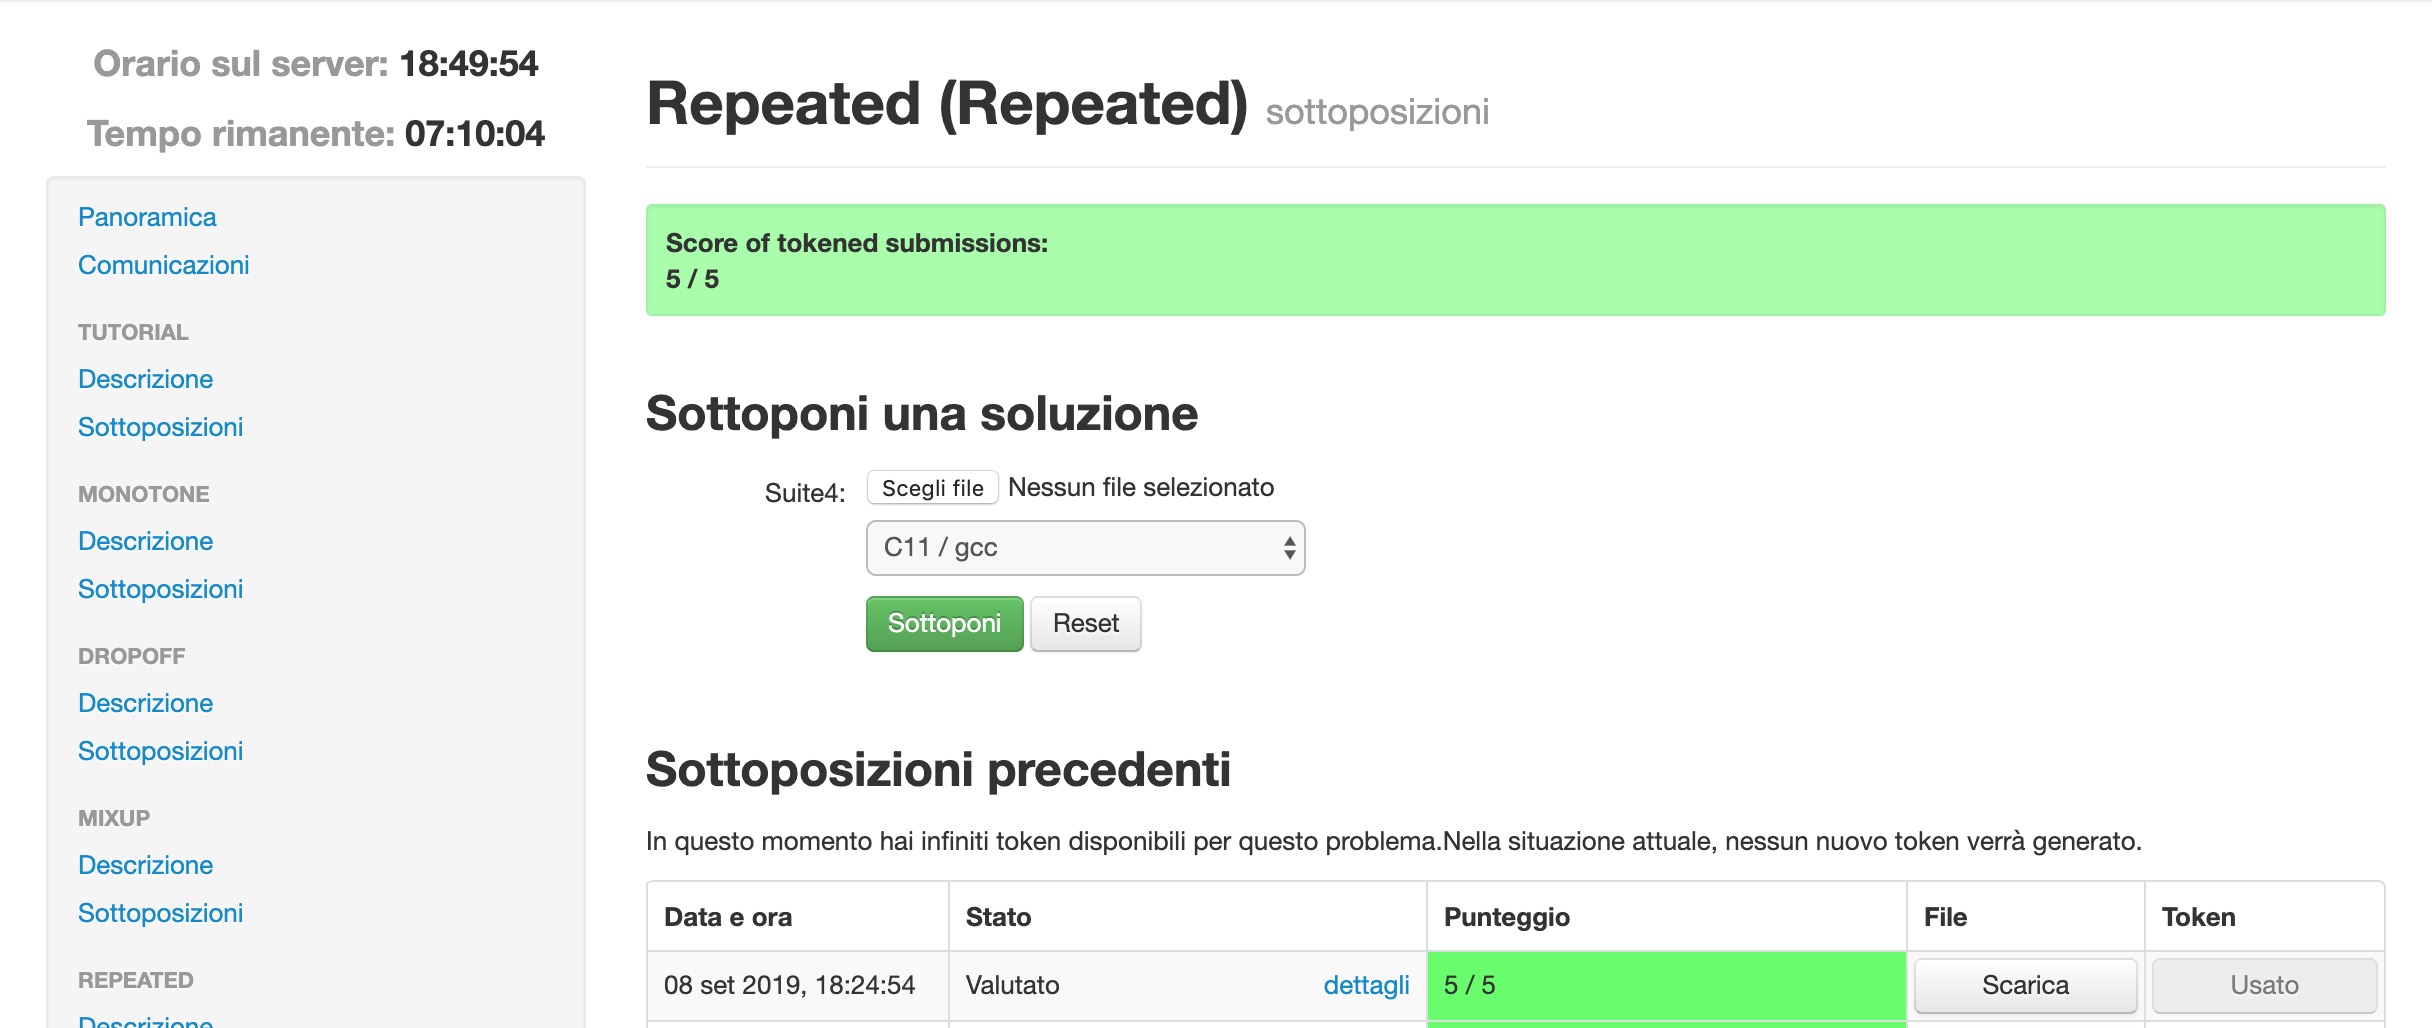 Orario sul server: 18:49:54
Tempo rimanente: 07:10:04
Panoramica
Comunicazioni
TUTORIAL
Descrizione
Sottoposizioni
MONOTONE
Descrizione
Sottoposizioni
DROPOFF
Descrizione
Sottoposizioni
MIXUP
Descrizione
Sottoposizioni
REPEATED
Descrizione
Repeated (Repeated) sottoposizioni
Score of tokened submissions:
5 / 5
Sottoponi una soluzione
Suite4: Scegli file Nessun file selezionato
C11 / gcc
Sottoponi Reset
Sottoposizioni precedenti
In questo momento hai infiniti token disponibili per questo problema.Nella situazione attuale, nessun nuovo token verrà generato.
Data e ora Stato Punteggio File Token
08 set 2019, 18:24:54 Valutato dettagli 5 / 5 Scarica Usato